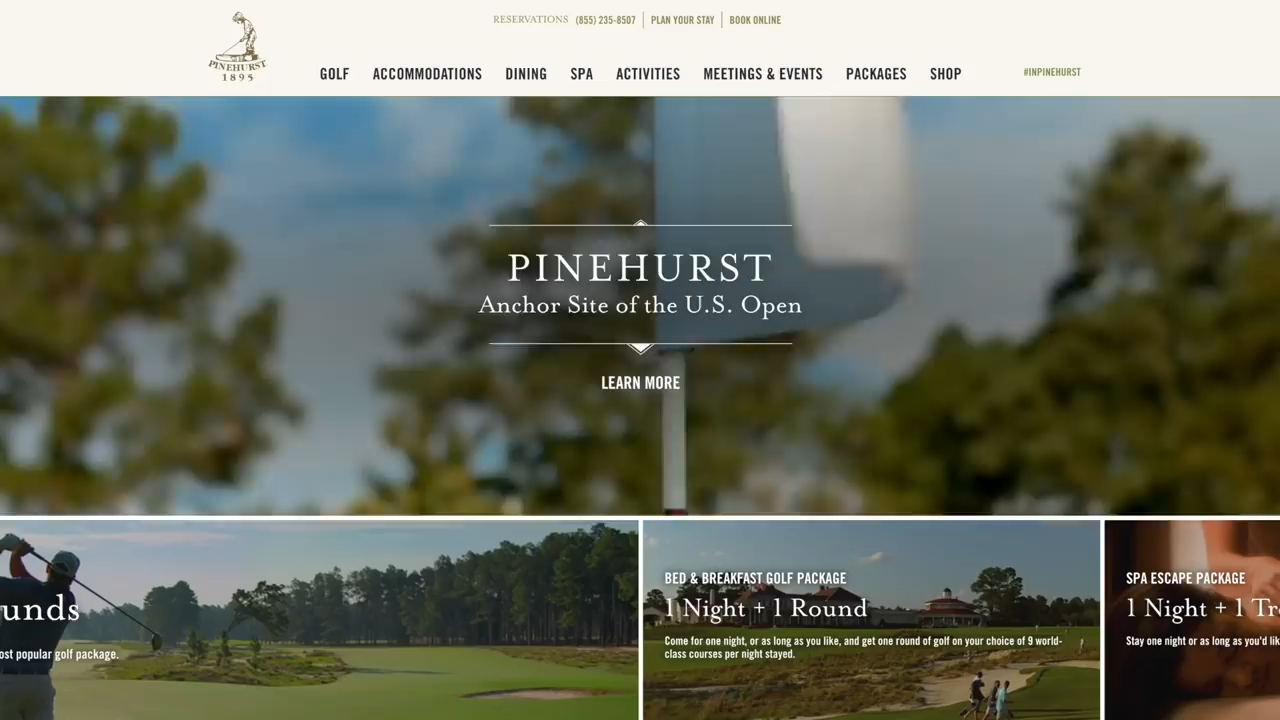 RESERVATIONS (855) 235-8507 PLAN YOUR STAY BOOK ONLINE
PINEHURST
1895
GOLF ACCOMMODATIONS DINING SPA ACTIVITIES MEETINGS & EVENTS PACKAGES SHOP
#INPINEHURST
PINEHURST
Anchor Site of the U.S. Open
LEARN MORE
unds
ost popular golf package.
BED & BREAKFAST GOLF PACKAGE
1 Night + 1 Round
Come for one night, or as long as you like, and get one round of golf on your choice of 9 world-
class courses per night stayed.
SPA ESCAPE PACKAGE
1 Night + 1 Tr
Stay one night or as long as you'd lik